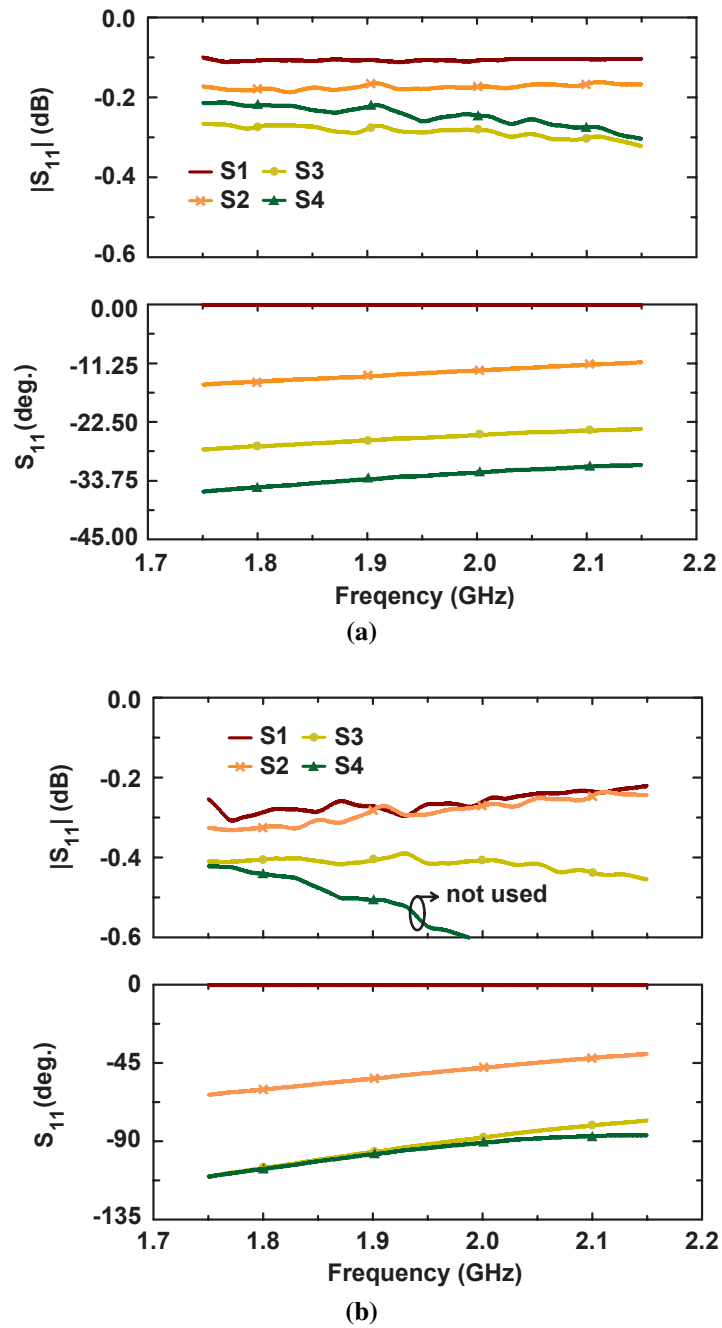 0.0
-0.2
-0.4
-0.6
|S11| (dB)
S1 S3
S2 S4
0.00
-11.25
-22.50
-33.75
-45.00
S11 (deg.)
1.7 1.8 1.9 2.0 2.1 2.2
Freqency (GHz)
(a)
0.0
-0.2
-0.4
-0.6
|S11| (dB)
S1 S3
S2 S4
not used
0
-45
-90
-135
S11 (deg.)
1.7 1.8 1.9 2.0 2.1 2.2
Frequency (GHz)
(b)